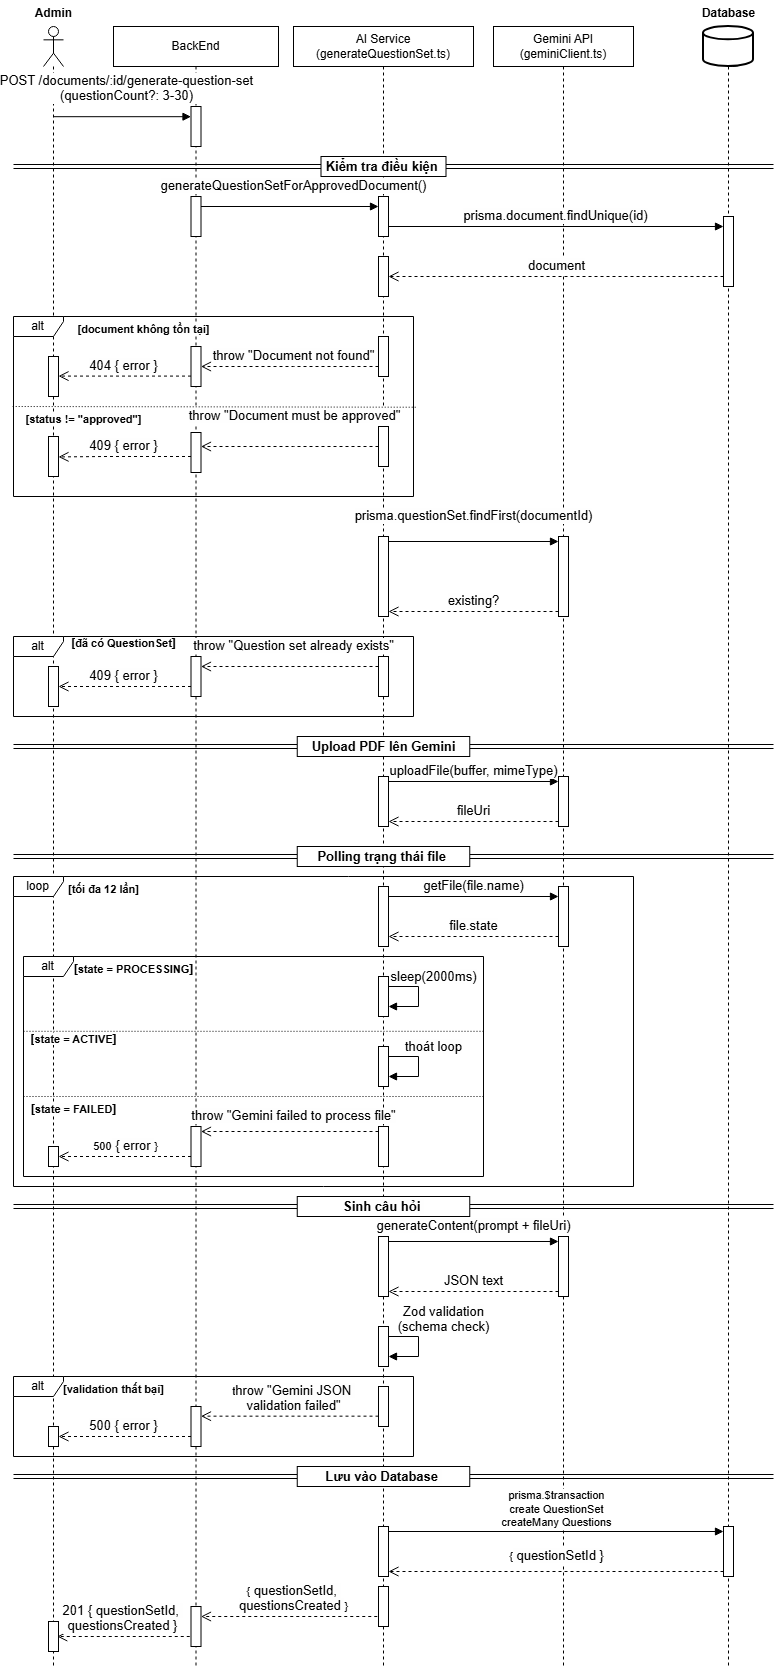 Admin
BackEnd
AI Service
(generateQuestionSet.ts)
Gemini API
(geminiClient.ts)
Database
POST /documents/:id/generate-question-set
(questionCount?: 3-30)
Kiểm tra điều kiện
generateQuestionSetForApprovedDocument()
prisma.document.findUnique(id)
document
alt
[document không tồn tại]
throw "Document not found"
404 { error }
[status != "approved"]
throw "Document must be approved"
409 { error }
prisma.questionSet.findFirst(documentId)
existing?
alt
[đã có QuestionSet]
throw "Question set already exists"
409 { error }
Upload PDF lên Gemini
uploadFile(buffer, mimeType)
fileUri
Polling trạng thái file
loop
[tối đa 12 lần]
getFile(file.name)
file.state
alt
[state = PROCESSING]
sleep(2000ms)
[state = ACTIVE]
thoát loop
[state = FAILED]
throw "Gemini failed to process file"
500 { error }
Sinh câu hỏi
generateContent(prompt + fileUri)
JSON text
Zod validation
(schema check)
alt
[validation thất bại]
throw "Gemini JSON
validation failed"
500 { error }
Lưu vào Database
prisma.$transaction
create QuestionSet
createMany Questions
{ questionSetId }
{ questionSetId,
questionsCreated }
201 { questionSetId,
questionsCreated }